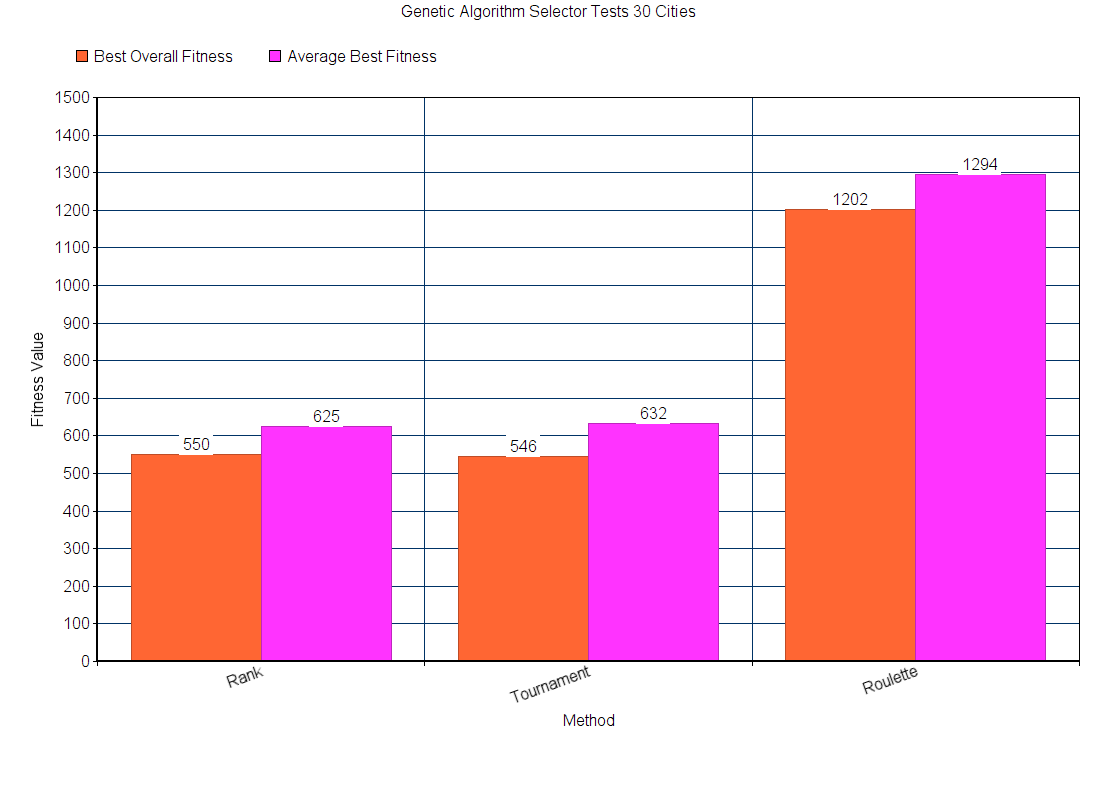 Genetic Algorithm Selector Tests 30 Cities
Best Overall Fitness
Average Best Fitness
1500
1400
1300
1200
1100
1000
900
800
700
600
500
400
300
200
100
0
Fitness Value
550
625
546
632
1202
1294
Rank
Tournament
Roulette
Method